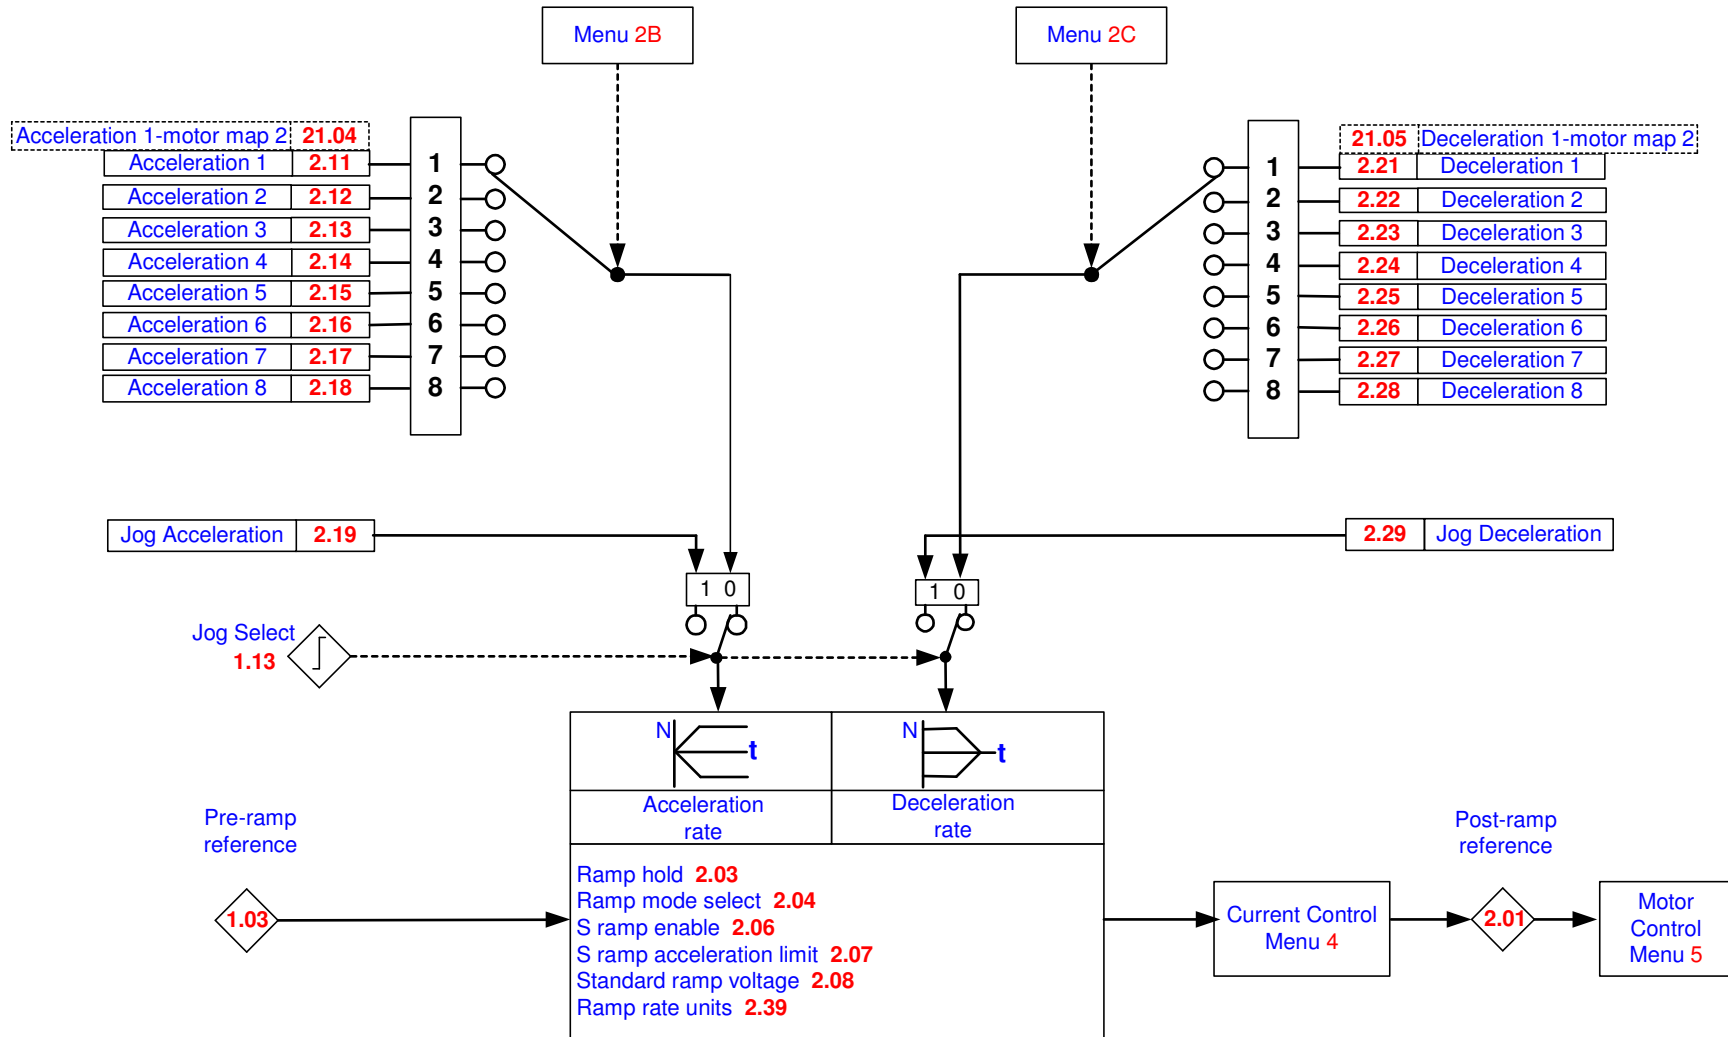 Menu 2B
Menu 2C
Acceleration 1-motor map 2 21.04
Acceleration 1 2.11 1
Acceleration 2 2.12 2
Acceleration 3 2.13 3
Acceleration 4 2.14 4
Acceleration 5 2.15 5
Acceleration 6 2.16 6
Acceleration 7 2.17 7
Acceleration 8 2.18 8
21.05 Deceleration 1-motor map 2
1 2.21 Deceleration 1
2 2.22 Deceleration 2
3 2.23 Deceleration 3
4 2.24 Deceleration 4
5 2.25 Deceleration 5
6 2.26 Deceleration 6
7 2.27 Deceleration 7
8 2.28 Deceleration 8
Jog Acceleration 2.19
2.29 Jog Deceleration
1 0
1 0
Jog Select
1.13
N
t
N
t
Acceleration
rate
Deceleration
rate
Pre-ramp
reference
1.03
Ramp hold 2.03
Ramp mode select 2.04
S ramp enable 2.06
S ramp acceleration limit 2.07
Standard ramp voltage 2.08
Ramp rate units 2.39
Current Control
Menu 4
Post-ramp
reference
2.01
Motor
Control
Menu 5